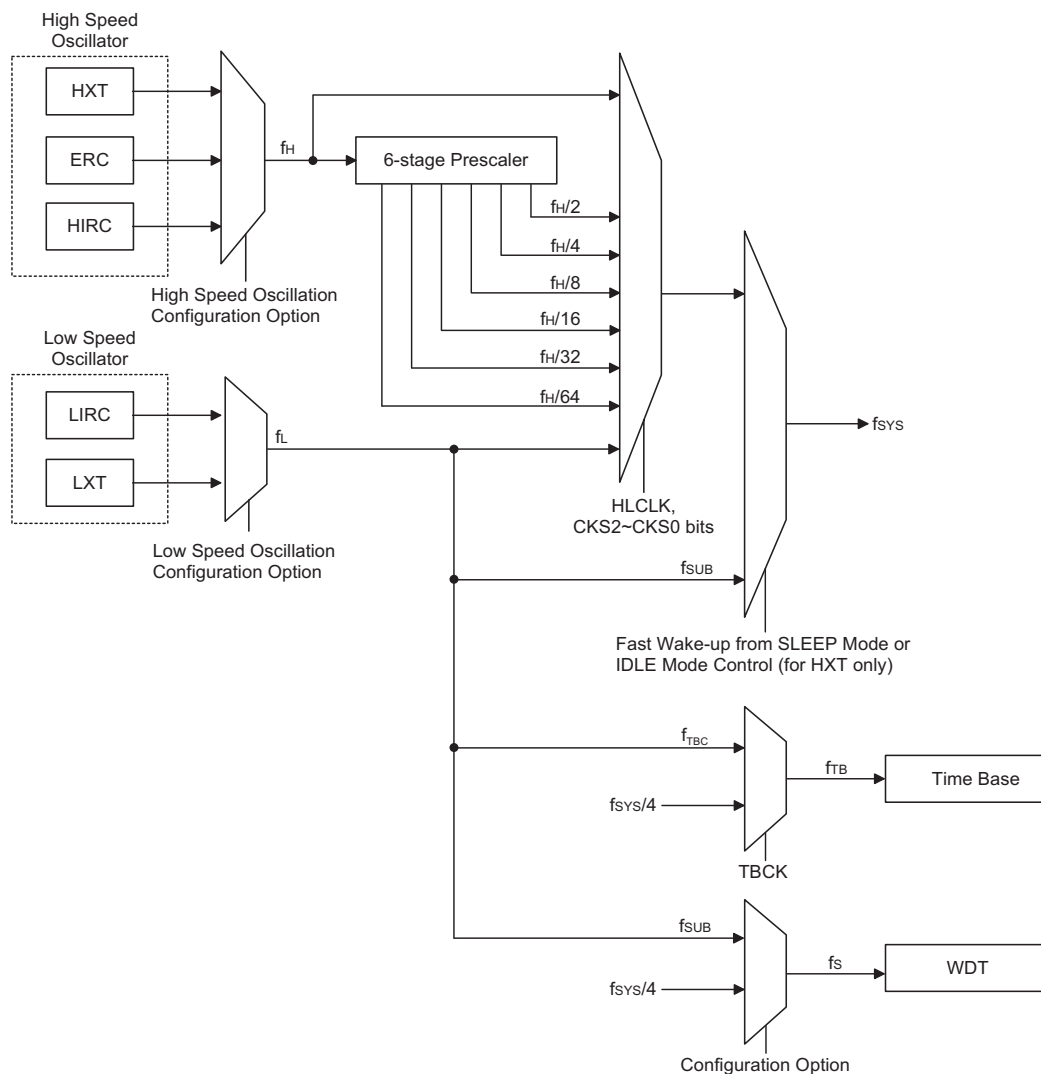 High Speed
Oscillator
HXT
ERC
HIRC
fH
6-stage Prescaler
fH/2
fH/4
fH/8
fH/16
fH/32
fH/64
High Speed Oscillation
Configuration Option
Low Speed
Oscillator
LIRC
LXT
fL
Low Speed Oscillation
Configuration Option
HLCLK,
CKS2~CKS0 bits
fSYS
fSUB
Fast Wake-up from SLEEP Mode or
IDLE Mode Control (for HXT only)
fTBC
fSYS/4
fTB
Time Base
TBCK
fSUB
fSYS/4
fS
WDT
Configuration Option